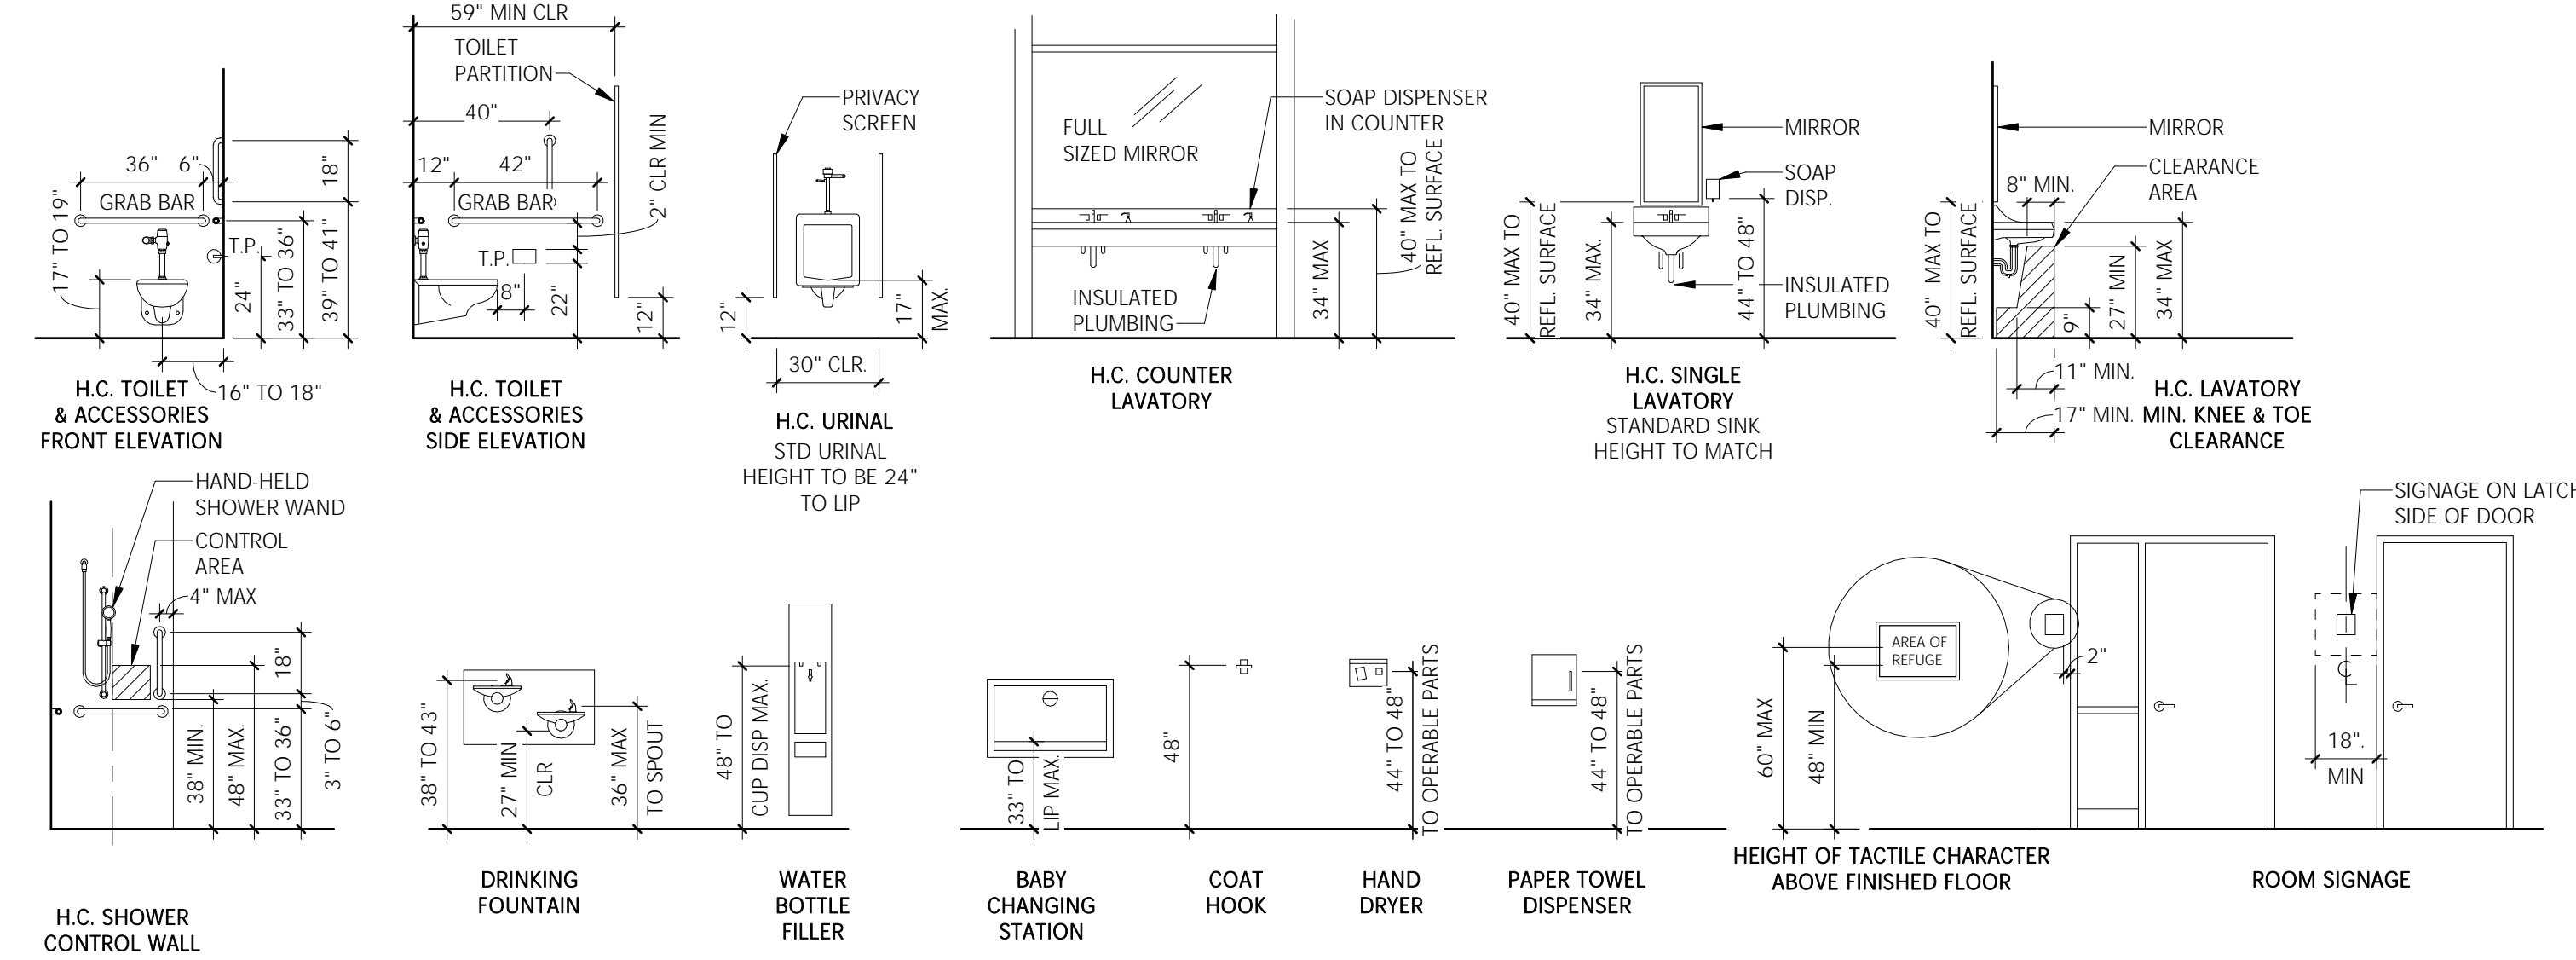 17" TO 19"
36"
6"
GRAB BAR
T.P.
24"
33" TO 36"
18"
39" TO 41"
16" TO 18"
H.C. TOILET
& ACCESSORIES
FRONT ELEVATION
59" MIN CLR
TOILET
PARTITION
40"
12"
42"
GRAB BAR
T.P.
8"
22"
2" CLR MIN
12"
H.C. TOILET
& ACCESSORIES
SIDE ELEVATION
PRIVACY
SCREEN
12"
17"
MAX.
30" CLR.
H.C. URINAL
STD URINAL
HEIGHT TO BE 24"
TO LIP
FULL
SIZED MIRROR
SOAP DISPENSER
IN COUNTER
INSULATED
PLUMBING
34" MAX
40" MAX TO
REFL. SURFACE
H.C. COUNTER
LAVATORY
40" MAX TO
REFL. SURFACE
34" MAX.
MIRROR
SOAP
DISP.
44" TO 48"
INSULATED
PLUMBING
H.C. SINGLE
LAVATORY
STANDARD SINK
HEIGHT TO MATCH
40" MAX TO
REFL. SURFACE
MIRROR
CLEARANCE
AREA
8" MIN.
9"
27" MIN
34" MAX
11" MIN.
17" MIN.
H.C. LAVATORY
MIN. KNEE & TOE
CLEARANCE
HAND-HELD
SHOWER WAND
CONTROL
AREA
4" MAX
18"
38" MIN.
48" MAX.
33" TO 36"
3" TO 6"
H.C. SHOWER
CONTROL WALL
38" TO 43"
27" MIN
CLR
36" MAX
TO SPOUT
DRINKING
FOUNTAIN
48" TO
CUP DISP MAX.
WATER
BOTTLE
FILLER
33" TO
LIP MAX.
BABY
CHANGING
STATION
48"
COAT
HOOK
44" TO 48"
TO OPERABLE PARTS
HAND
DRYER
44" TO 48"
TO OPERABLE PARTS
PAPER TOWEL
DISPENSER
60" MAX
48" MIN
AREA OF
REFUGE
2"
HEIGHT OF TACTILE CHARACTER
ABOVE FINISHED FLOOR
SIGNAGE ON LATCH
SIDE OF DOOR
CL
18".
MIN
ROOM SIGNAGE